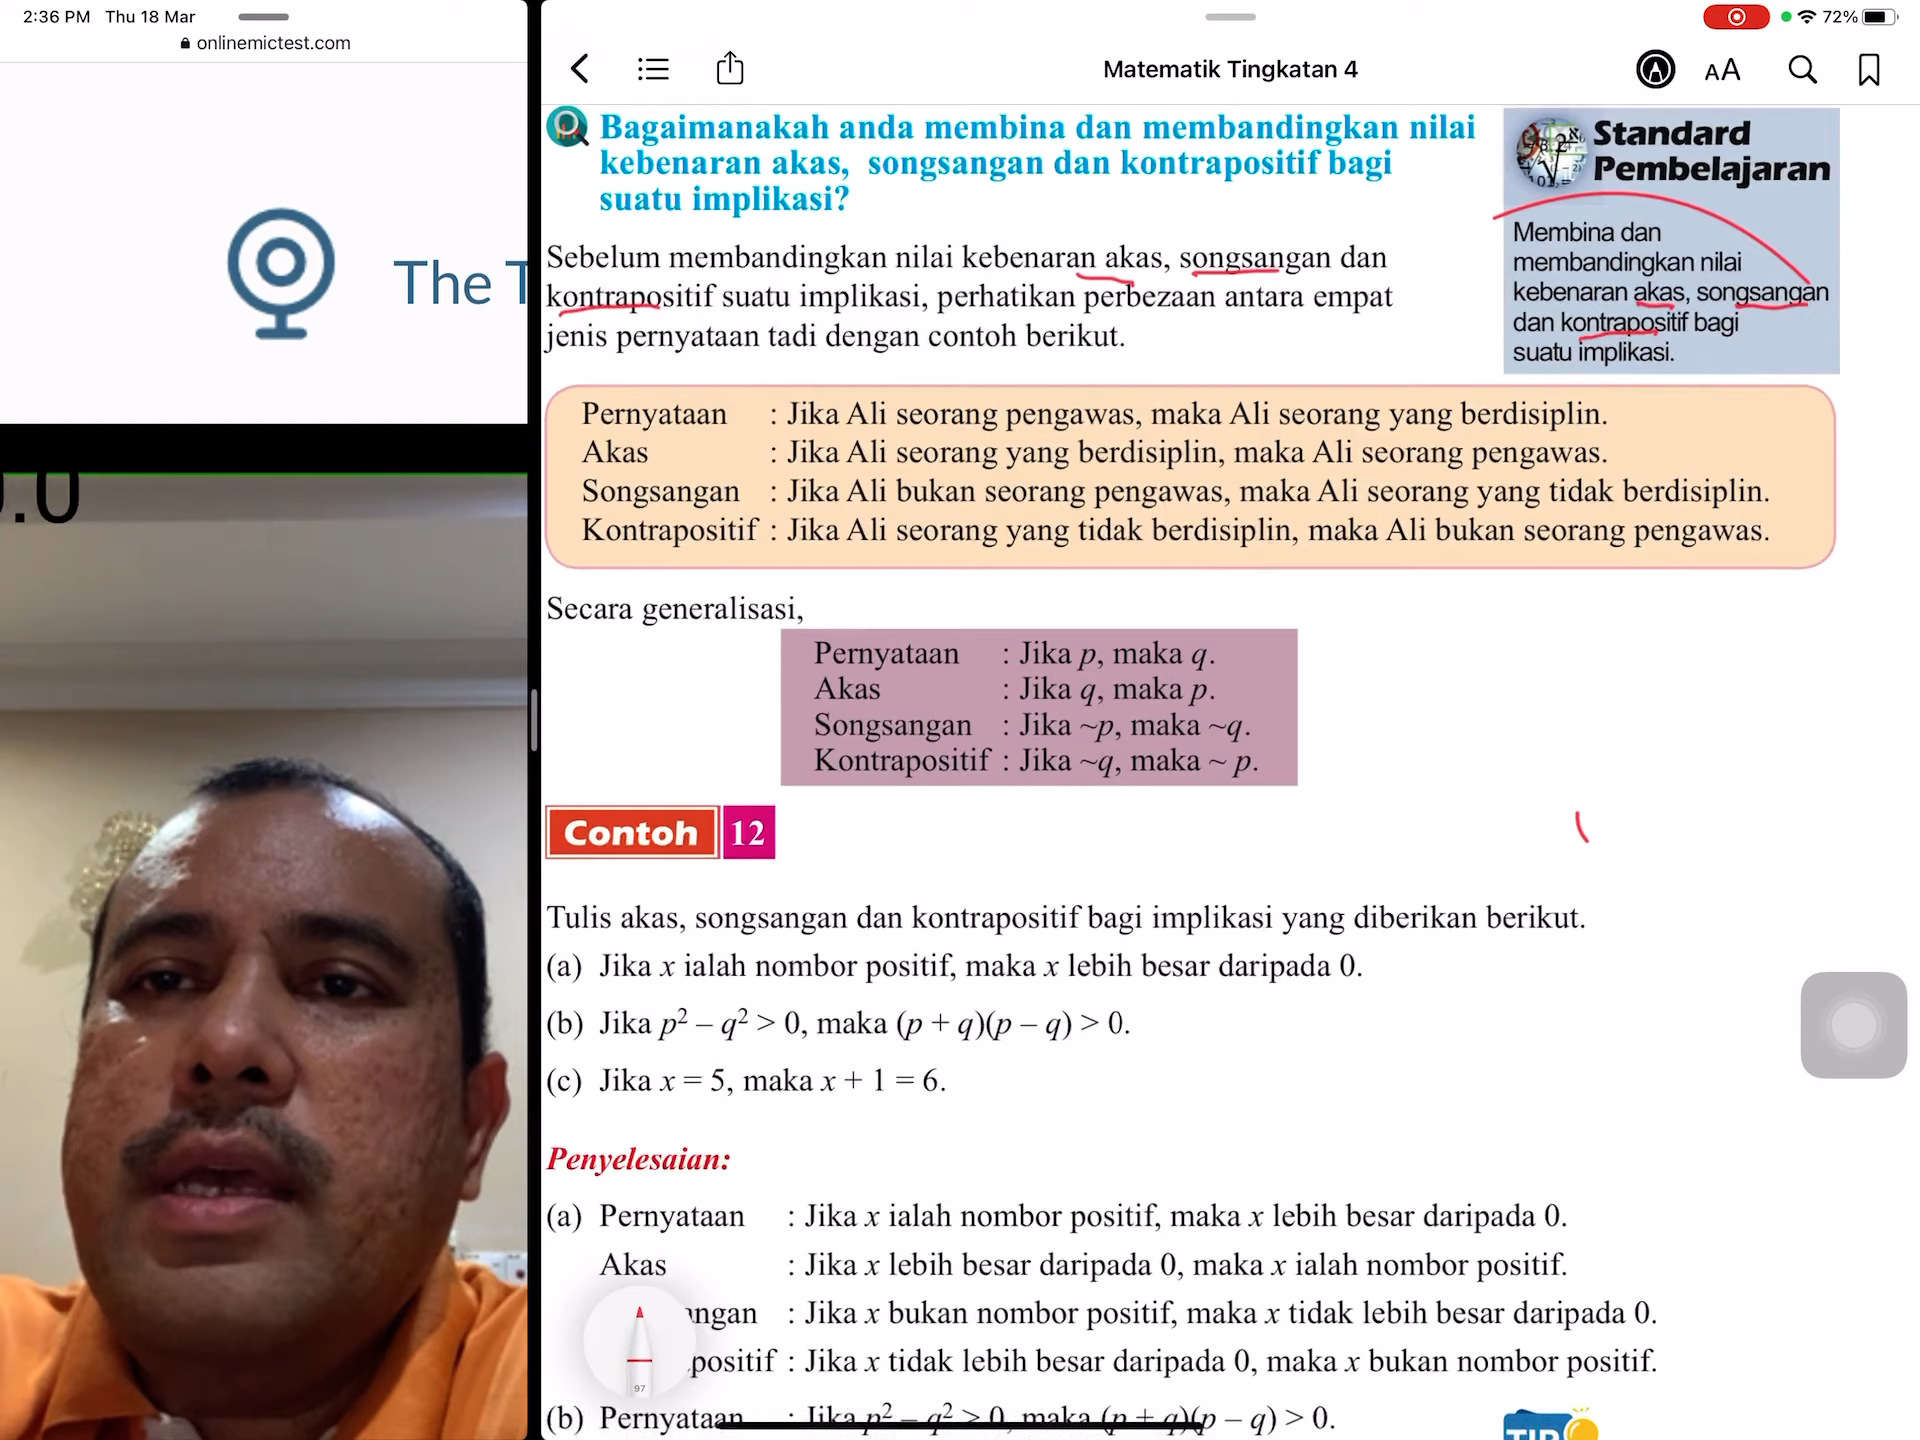 2:36 PM Thu 18 Mar
onlinemictest.com
72%
Matematik Tingkatan 4
AA
The T
.0
Bagaimanakah anda membina dan membandingkan nilai
kebenaran akas, songsangan dan kontrapositif bagi
suatu implikasi?
Standard
Pembelajaran
Membina dan
membandingkan nilai
kebenaran akas, songsangan
dan kontrapositif bagi
suatu implikasi.
Sebelum membandingkan nilai kebenaran akas, songsangan dan
kontrapositif suatu implikasi, perhatikan perbezaan antara empat
jenis pernyataan tadi dengan contoh berikut.
Pernyataan : Jika Ali seorang pengawas, maka Ali seorang yang berdisiplin.
Akas : Jika Ali seorang yang berdisiplin, maka Ali seorang pengawas.
Songsangan : Jika Ali bukan seorang pengawas, maka Ali seorang yang tidak berdisiplin.
Kontrapositif : Jika Ali seorang yang tidak berdisiplin, maka Ali bukan seorang pengawas.
Secara generalisasi,
Pernyataan : Jika p, maka q.
Akas : Jika q, maka p.
Songsangan : Jika ~p, maka ~q.
Kontrapositif : Jika ~q, maka ~ p.
Contoh 12
Tulis akas, songsangan dan kontrapositif bagi implikasi yang diberikan berikut.
(a) Jika x ialah nombor positif, maka x lebih besar daripada 0.
(b) Jika p² – q² > 0, maka (p + q)(p – q) > 0.
(c) Jika x = 5, maka x + 1 = 6.
Penyelesaian:
(a) Pernyataan : Jika x ialah nombor positif, maka x lebih besar daripada 0.
Akas : Jika x lebih besar daripada 0, maka x ialah nombor positif.
ngan : Jika x bukan nombor positif, maka x tidak lebih besar daripada 0.
positif : Jika x tidak lebih besar daripada 0, maka x bukan nombor positif.
97
(b) Pernyataan : Jika p² – q² > 0, maka (p + q)(p – q) > 0.
TIP